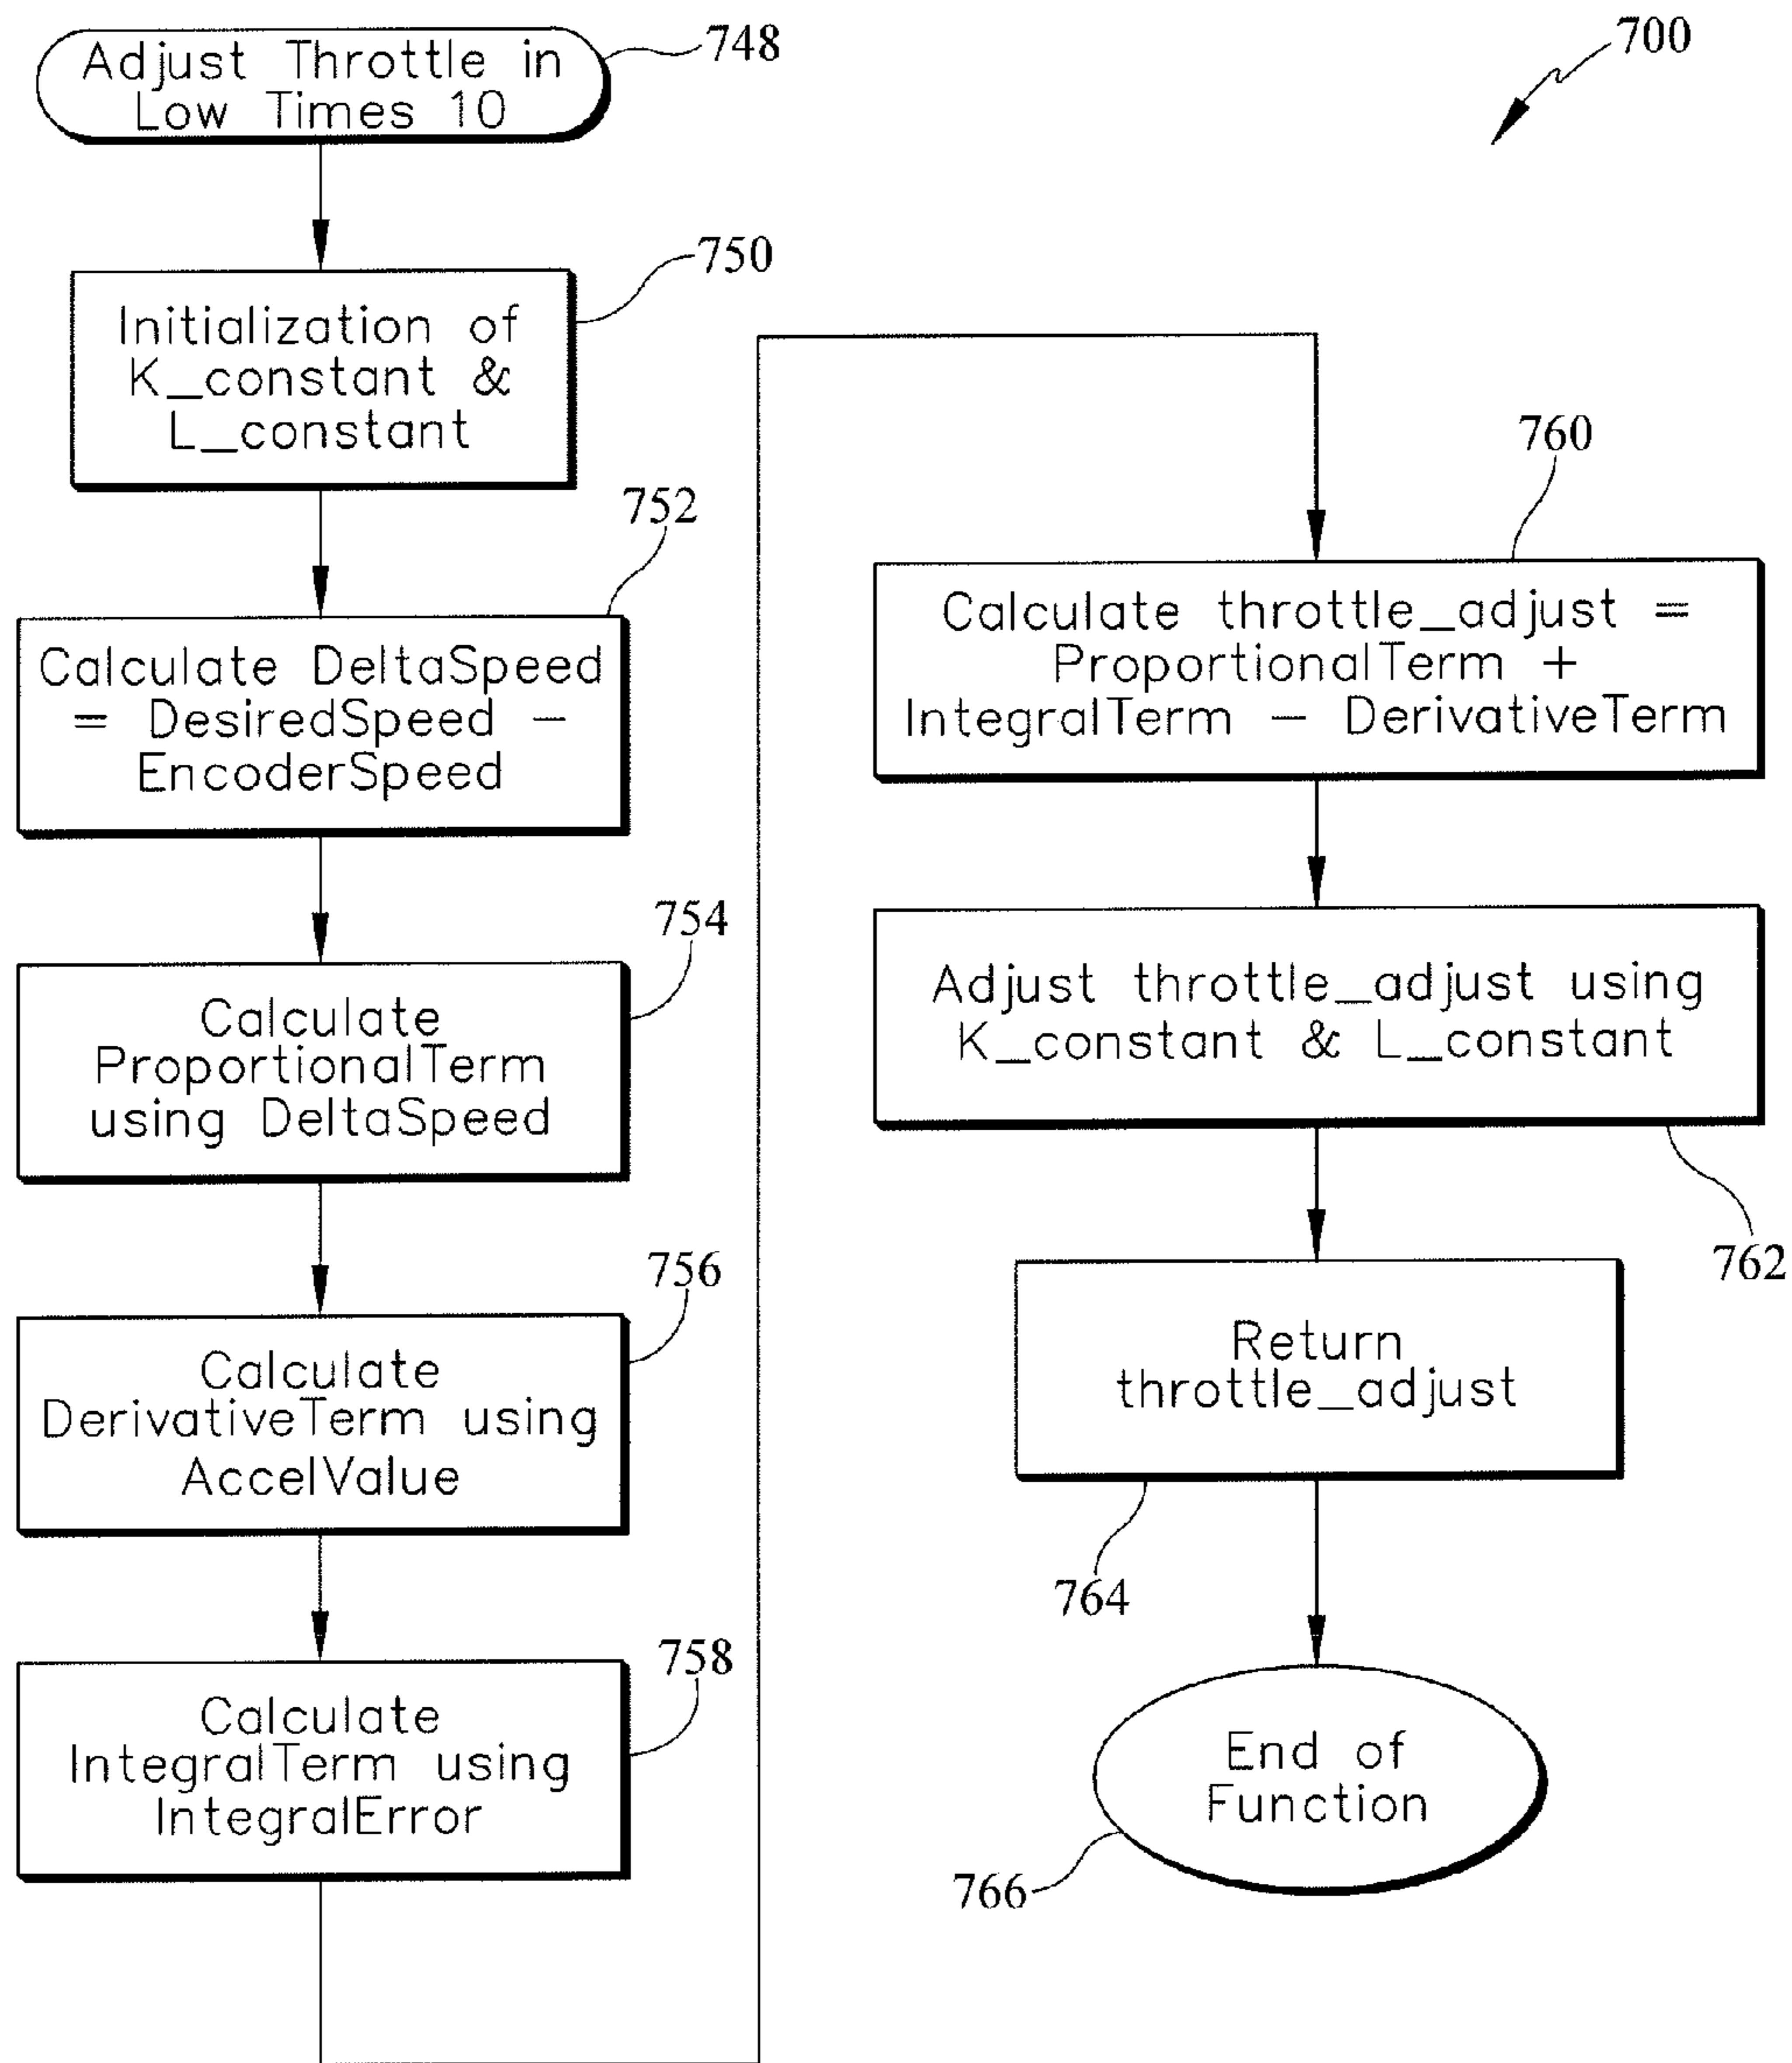 Adjust Throttle in
Low Times 10
748
700
Initialization of
K_constant &
L_constant
750
Calculate DeltaSpeed
= DesiredSpeed –
EncoderSpeed
752
Calculate
ProportionalTerm
using DeltaSpeed
754
Calculate
DerivativeTerm using
AccelValue
756
Calculate
IntegralTerm using
IntegralError
758
760
Calculate throttle_adjust =
ProportionalTerm +
IntegralTerm – DerivativeTerm
Adjust throttle_adjust using
K_constant & L_constant
762
Return
throttle_adjust
764
End of
Function
766